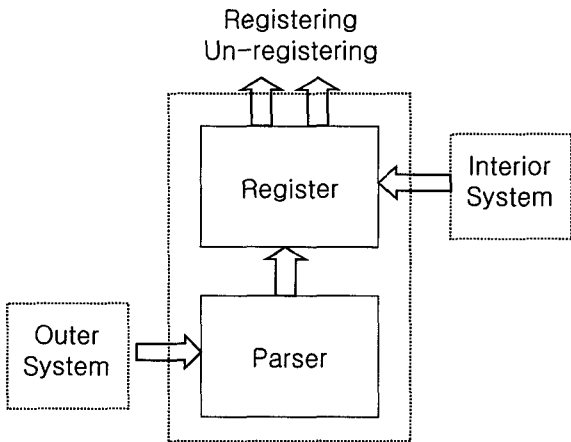 Registering
Un-registering
Register
Interior
System
Outer
System
Parser